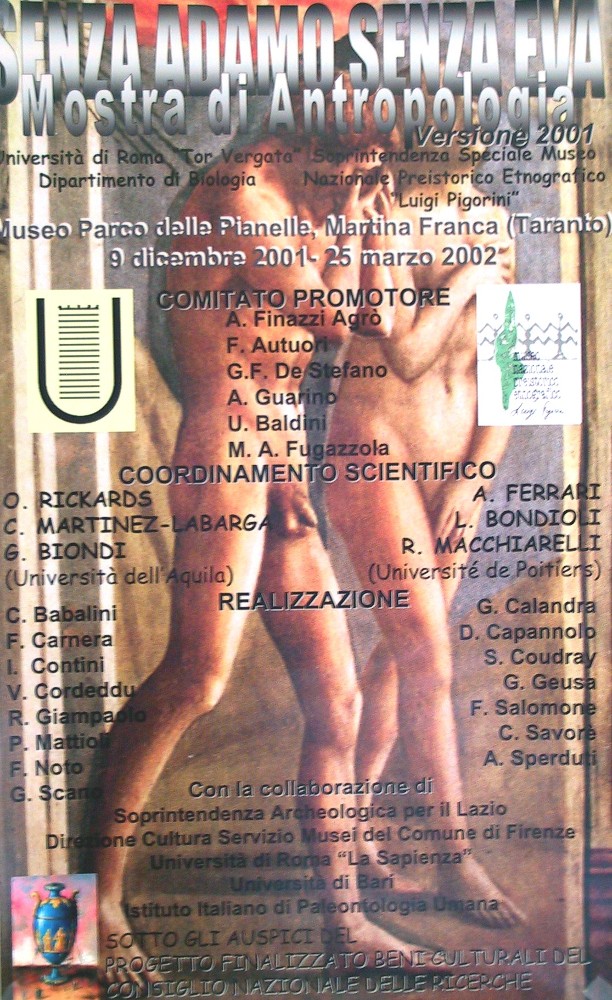 SENZA ADAMO SENZA EVA
Mostra di Antropologia
Versione 2001
Università di Roma "Tor Vergata"
Dipartimento di Biologia
Soprintendenza Speciale Museo
Nazionale Preistorico Etnografico
"Luigi Pigorini"
Museo Parco delle Pianelle, Martina Franca (Taranto)
9 dicembre 2001- 25 marzo 2002
museo
nazionale
preistorico
etnografico
COMITATO PROMOTORE
A. Finazzi Agrò
F. Autuori
G.F. De Stefano
A. Guarino
U. Baldini
M. A. Fugazzola
COORDINAMENTO SCIENTIFICO
O. RICKARDS
C. MARTINEZ-LABARGA
G. BIONDI
(Università dell'Aquila)
A. FERRARI
L. BONDIOLI
R. MACCHIARELLI
(Université de Poitiers)
REALIZZAZIONE
C. Babalini
F. Carnera
I. Contini
V. Cordeddu
R. Giampaolo
P. Mattioli
F. Noto
G. Scano
G. Calandra
D. Capannolo
S. Coudray
G. Geusa
F. Salomone
C. Savorè
A. Sperduti
Con la collaborazione di
Soprintendenza Archeologica per il Lazio
Direzione Cultura Servizio Musei del Comune di Firenze
Università di Roma "La Sapienza"
Università di Bari
Istituto Italiano di Paleontologia Umana
SOTTO GLI AUSPICI DEL
PROGETTO FINALIZZATO BENI CULTURALI DEL
CONSIGLIO NAZIONALE DELLE RICERCHE